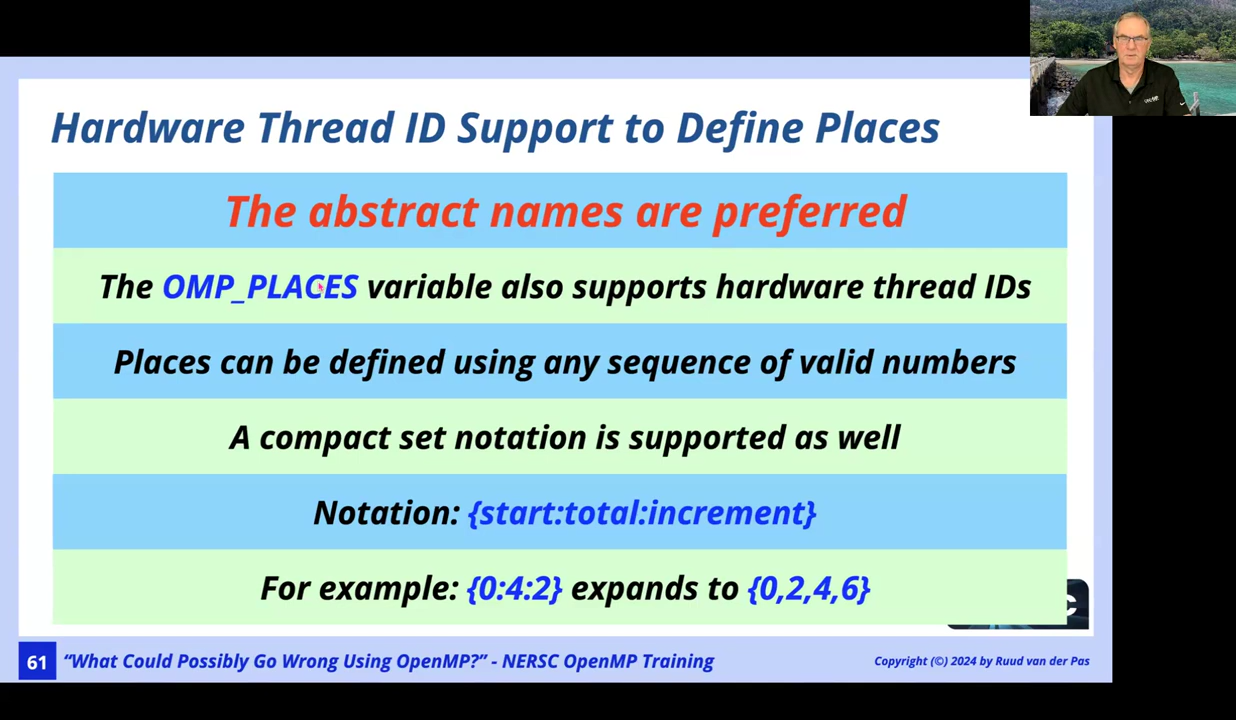 Hardware Thread ID Support to Define Places
The abstract names are preferred
The OMP_PLACES variable also supports hardware thread IDs
Places can be defined using any sequence of valid numbers
A compact set notation is supported as well
Notation: {start:total:increment}
For example: {0:4:2} expands to {0,2,4,6}
61 “What Could Possibly Go Wrong Using OpenMP?” - NERSC OpenMP Training
Copyright (©) 2024 by Ruud van der Pas